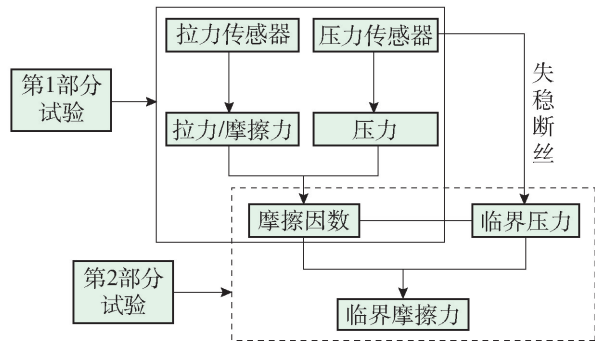 拉力传感器
压力传感器
第1部分
试验
拉力/摩擦力
压力
失稳断丝
摩擦因数
临界压力
第2部分
试验
临界摩擦力